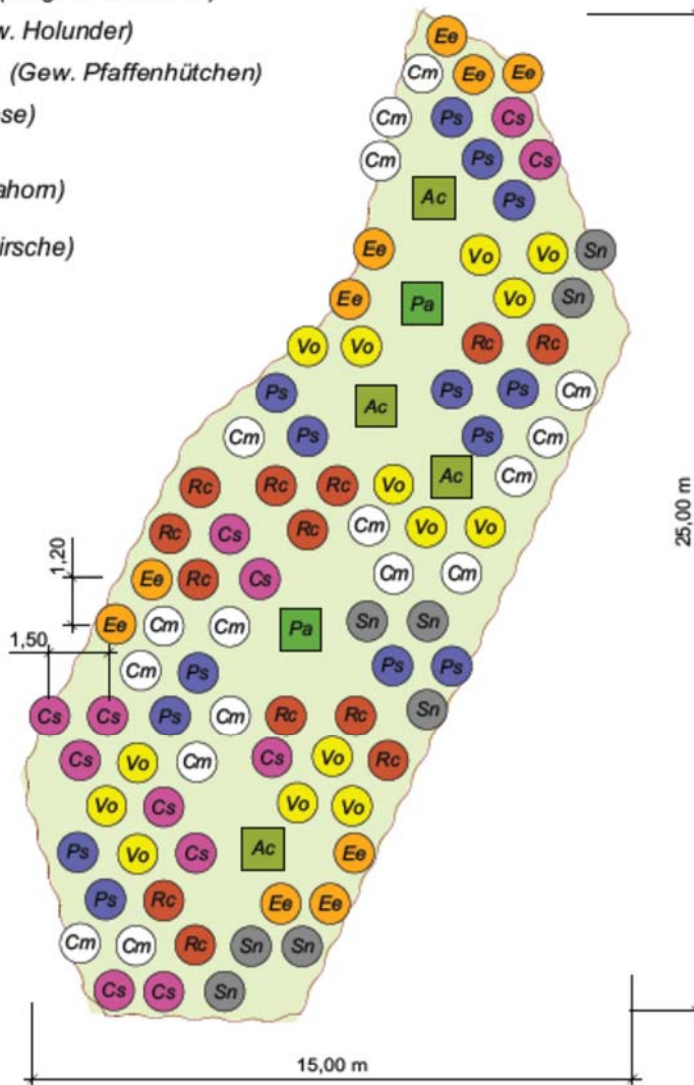 w. Holunder)
(Gew. Pfaffenhütchen)
se)
ahorn)
irsche)
Ee
Cm Ee Ee
Cm Ps Cs
Cm Ps Cs
Ac Ps
Ee Vo Vo Sn
Ee Pa Vo Sn
Vo Vo Rc Rc
Ps Ac Ps Ps Cm
Cm Ps Ps Cm
Rc Rc Rc Vo Ac Cm
Rc Cs Rc Cm Vo Vo
1,20
Ee Rc Cs Cm Cm
Ee Cm Cm Pa Sn Sn
1,50
Cm Ps Ps Ps
Cs Cs Ps Cm Rc Rc Sn
Cs Vo Cm Cs Vo Rc
Vo Cs Vo Vo
Ps Vo Cs Ac Ee
Ps Rc Ee Ee
Cm Cm Rc Sn Sn
Cs Cs Sn
25,00 m
15,00 m